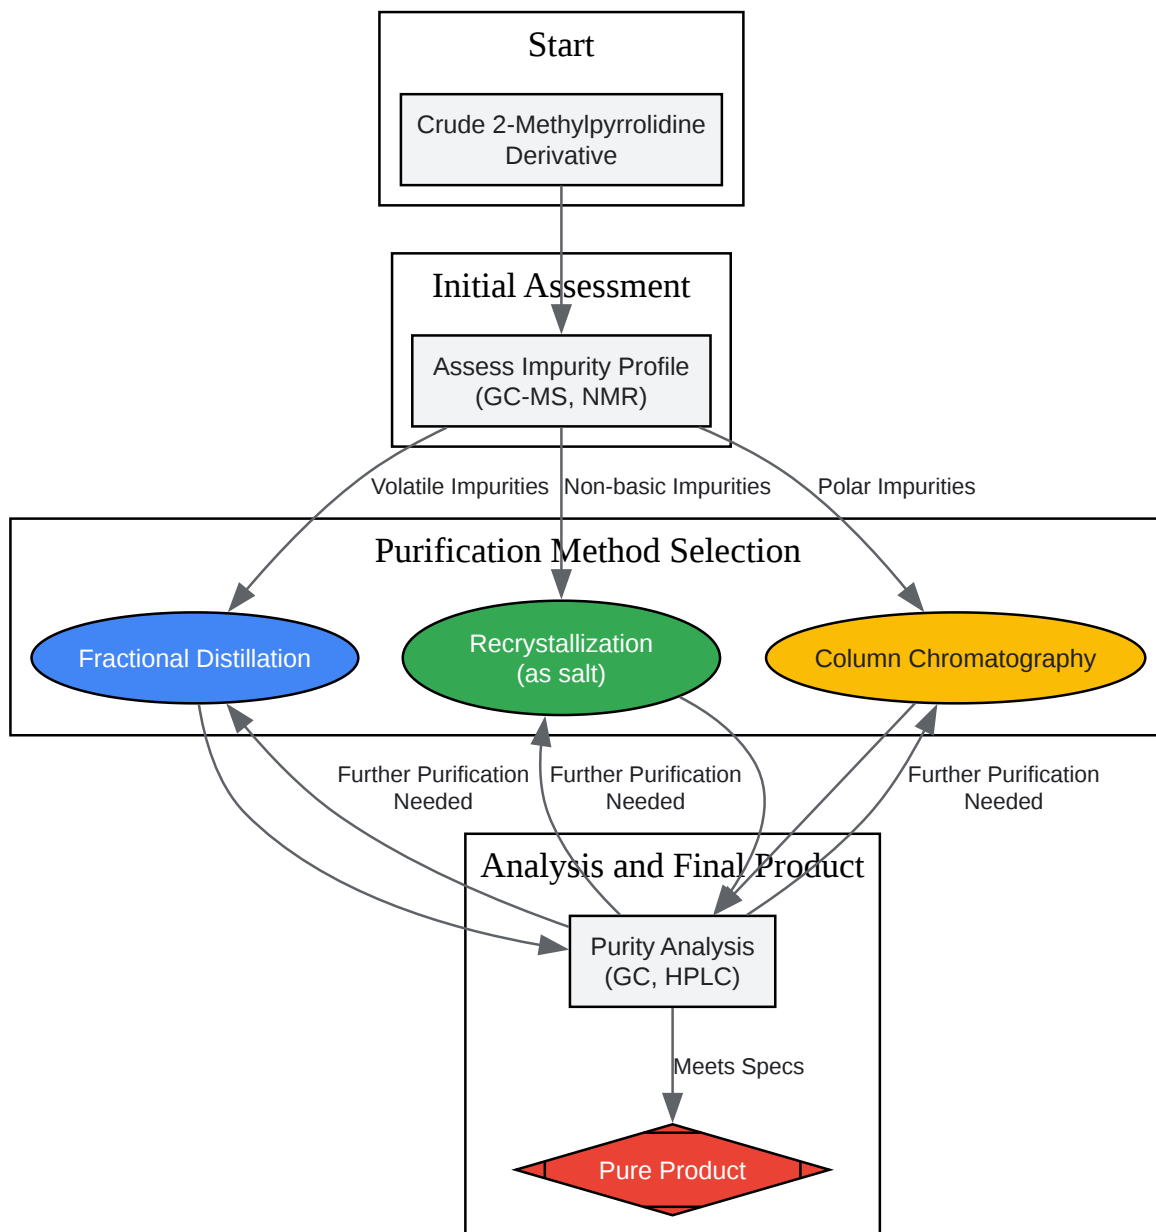 Start
Crude 2-Methylpyrrolidine
Derivative
Initial Assessment
Assess Impurity Profile
(GC-MS, NMR)
Volatile Impurities
Non-basic Impurities
Polar Impurities
Purification Method Selection
Fractional Distillation
Recrystallization
(as salt)
Column Chromatography
Further Purification
Needed
Further Purification
Needed
Further Purification
Needed
Analysis and Final Product
Purity Analysis
(GC, HPLC)
Meets Specs
Pure Product